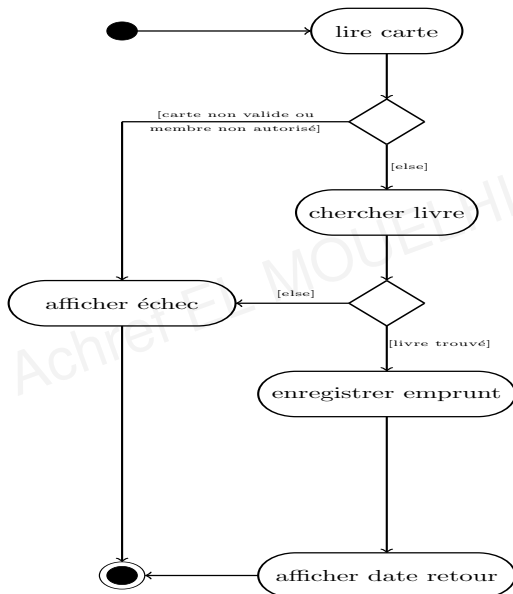 lire carte
[carte non valide ou
membre non autorisé]
[else]
chercher livre
afficher échec
[else]
[livre trouvé]
enregistrer emprunt
afficher date retour
Achref EL MOUELHI